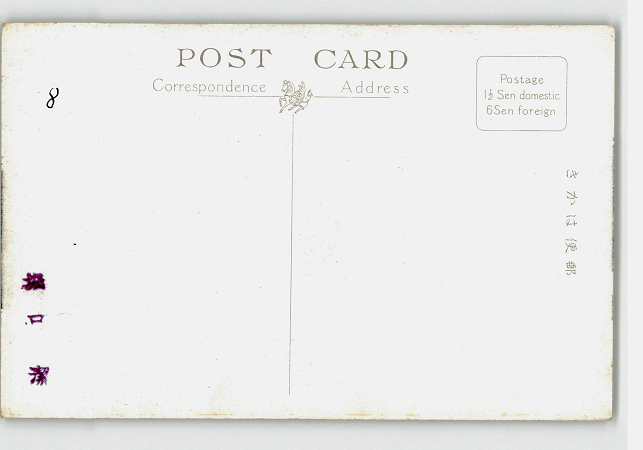 POST CARD
Correspondence Address
Postage
1½ Sen domestic
6Sen foreign
8
きかは便郵
口